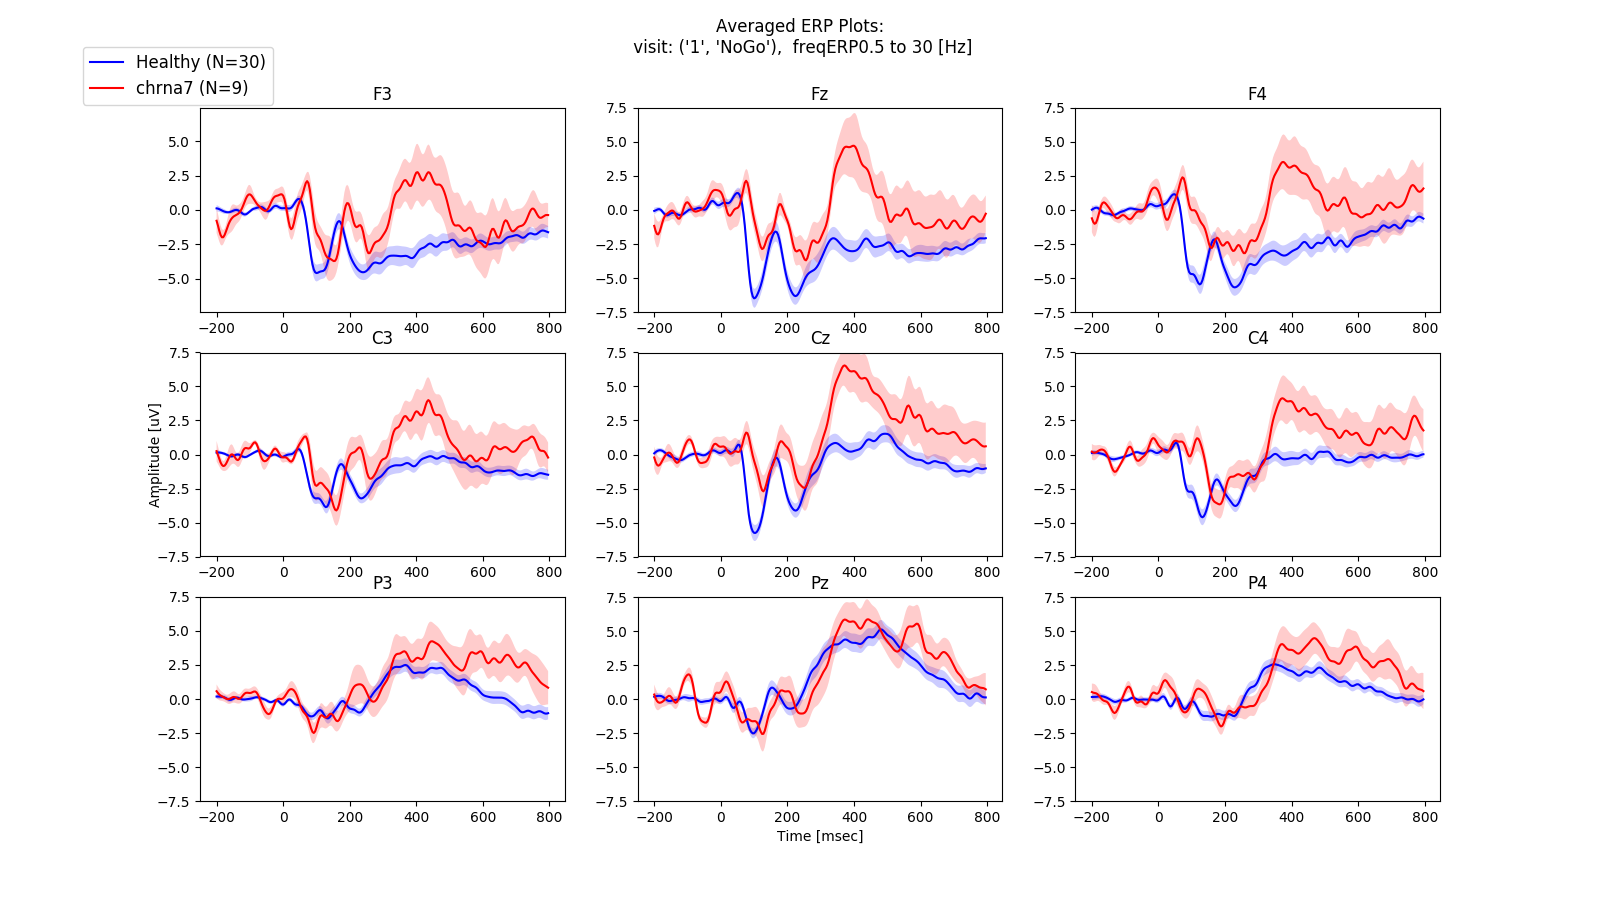 Averaged ERP Plots:
visit: ('1', 'NoGo'),  freqERP0.5 to 30 [Hz]
Healthy (N=30)
chrna7 (N=9)
F3
5.0
2.5
0.0
−2.5
−5.0
−200 0 200 400 600 800
Fz
7.5
5.0
2.5
0.0
−2.5
−5.0
−7.5
−200 0 200 400 600 800
F4
7.5
5.0
2.5
0.0
−2.5
−5.0
−7.5
−200 0 200 400 600 800
Amplitude [uV]
C3
7.5
5.0
2.5
0.0
−2.5
−5.0
−7.5
−200 0 200 400 600 800
Cz
7.5
5.0
2.5
0.0
−2.5
−5.0
−7.5
−200 0 200 400 600 800
C4
7.5
5.0
2.5
0.0
−2.5
−5.0
−7.5
−200 0 200 400 600 800
P3
7.5
5.0
2.5
0.0
−2.5
−5.0
−7.5
−200 0 200 400 600 800
Pz
7.5
5.0
2.5
0.0
−2.5
−5.0
−7.5
−200 0 200 400 600 800
Time [msec]
P4
7.5
5.0
2.5
0.0
−2.5
−5.0
−7.5
−200 0 200 400 600 800